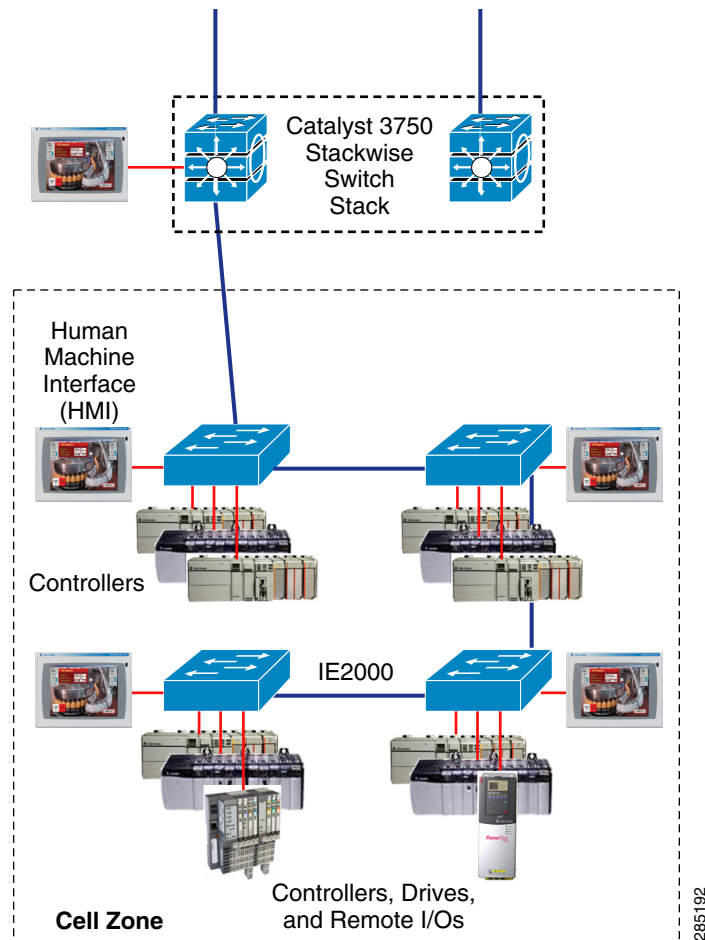 Catalyst 3750
Stackwise
Switch
Stack
Human
Machine
Interface
(HMI)
Controllers
IE2000
Controllers, Drives,
and Remote I/Os
Cell Zone
PowerFlex
285192